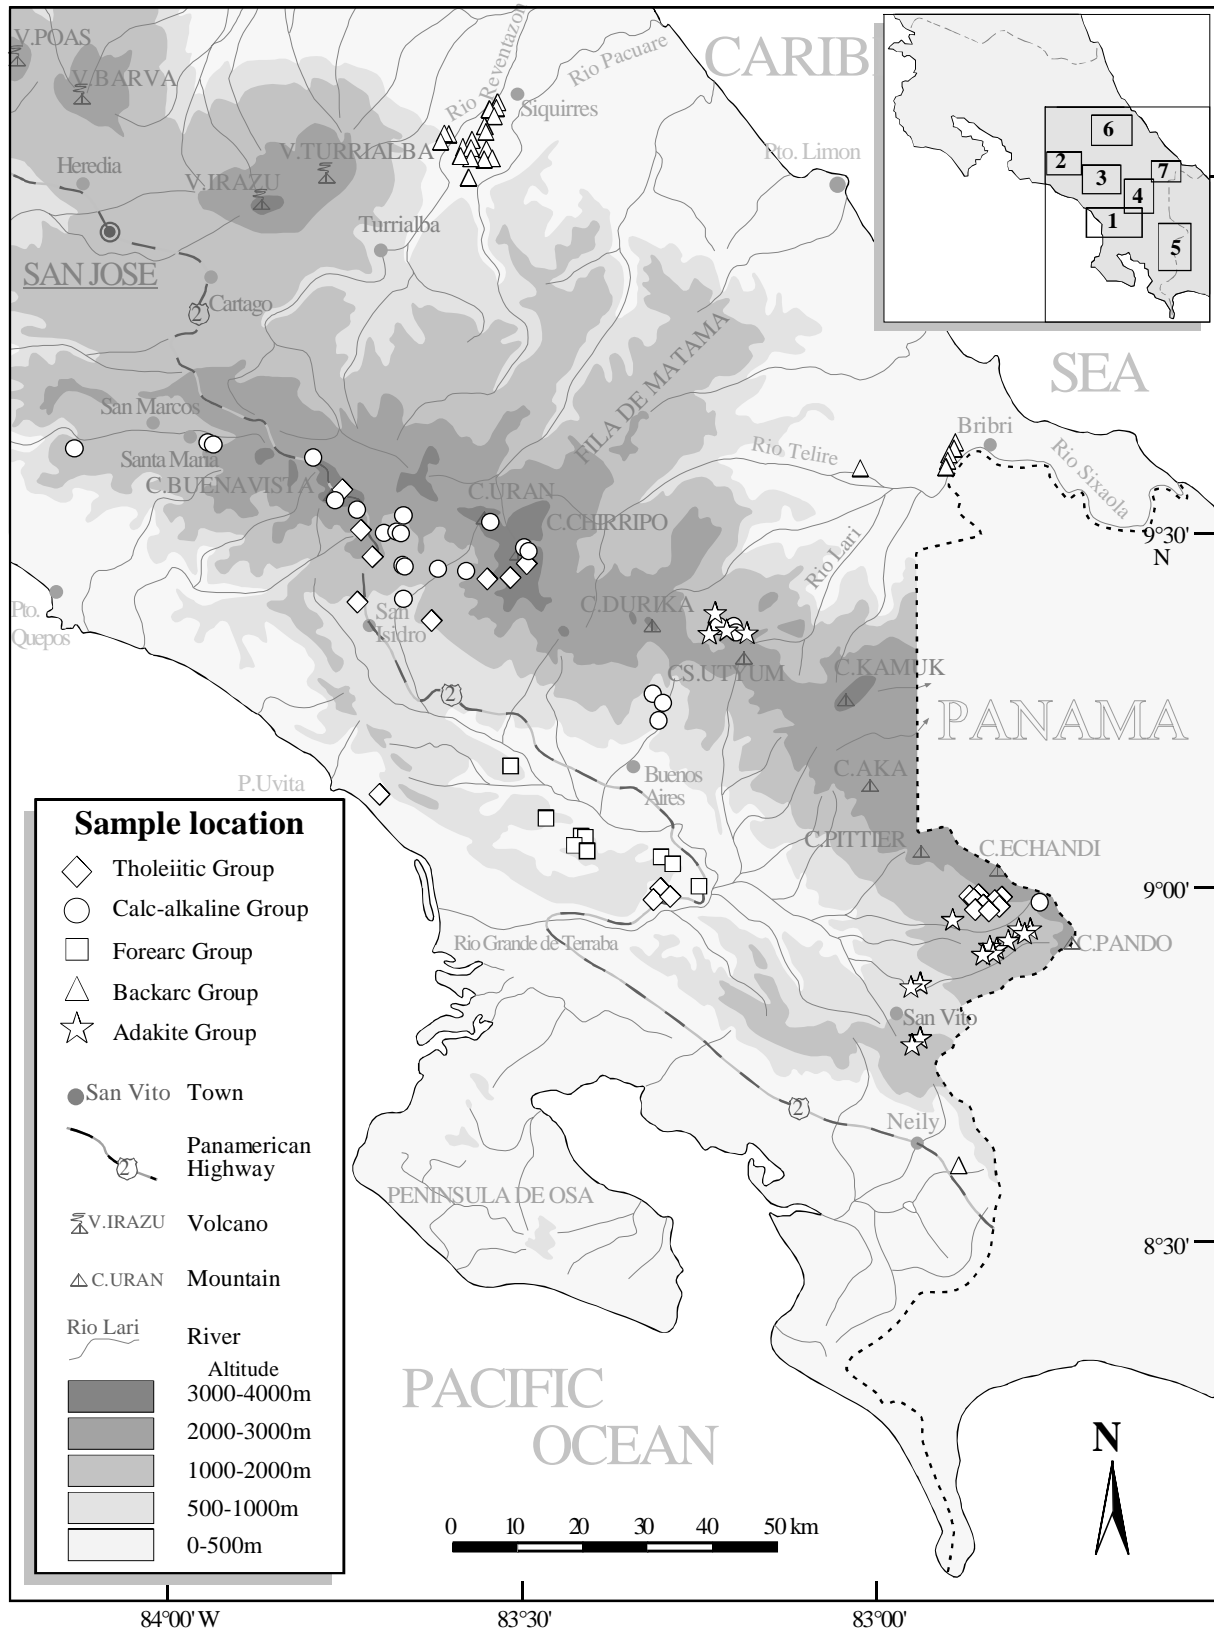 V.POAS
V.BARVA
Heredia
V.IRAZU
V.TURRIALBA
Rio Reventazon
Rio Pacuare
Siquirres
CARIB
Pto. Limon
6
2
3
7
4
1
5
SAN JOSE
Turrialba
Cartago
2
SEA
FILA DE MATAMA
San Marcos
Santa Maria
C.BUENAVISTA
C.URAN
C.CHIRRIPO
Rio Telire
Bribri
Rio Sixaola
Rio Lari
9°30'
N
Pto.
Quepos
San
Isidro
C.DURIKA
CS.UTYUM
C.KAMUK
PANAMA
2
P.Uvita
Buenos
Aires
C.AKA
C.PITTIER
C.ECHANDI
9°00'
C.PANDO
Rio Grande de Terraba
San Vito
2
Neily
PENINSULA DE OSA
8°30'
PACIFIC
OCEAN
Sample location
Tholeiitic Group
Calc-alkaline Group
Forearc Group
Backarc Group
Adakite Group
San Vito Town
2 Panamerican
Highway
V.IRAZU Volcano
C.URAN Mountain
Rio Lari River
Altitude
3000-4000m
2000-3000m
1000-2000m
500-1000m
0-500m
N
0 10 20 30 40 50 km
84°00' W 83°30' 83°00'